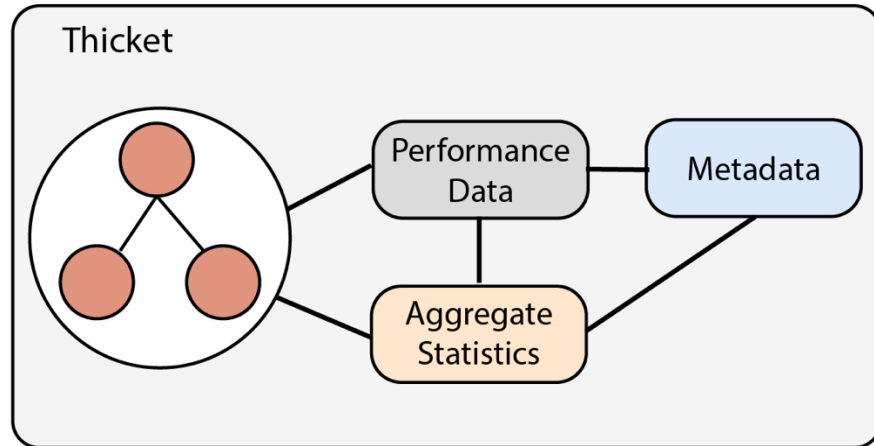 Thicket
Performance
Data
Metadata
Aggregate
Statistics